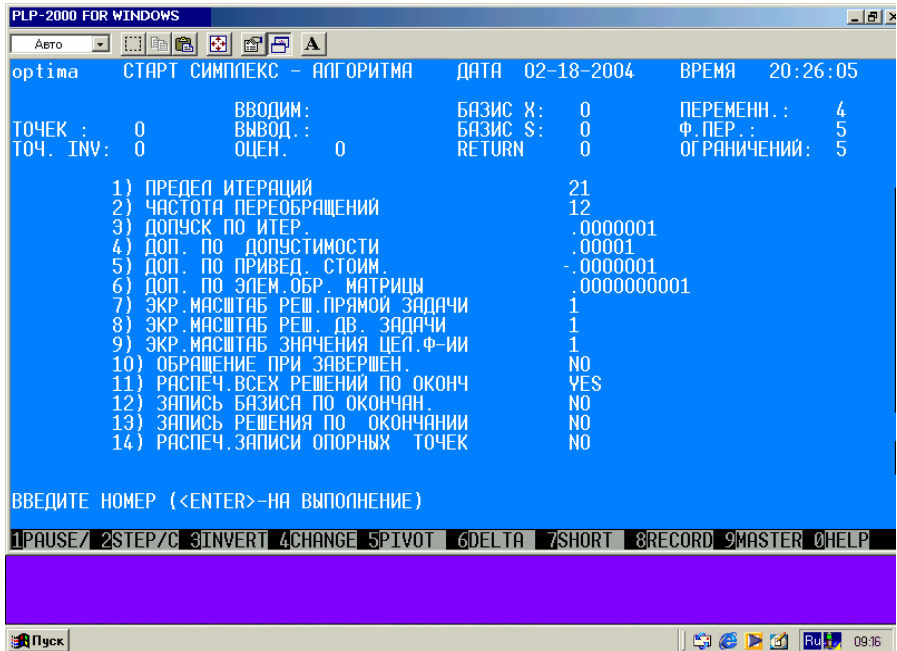 PLP-2000 FOR WINDOWS
Авто
A
optima СТАРТ СИМПЛЕКС - АЛГОРИТМА ДАТА 02-18-2004 ВРЕМЯ 20:26:05
ВВОДИМ: БАЗИС X: 0 ПЕРЕМЕНН.: 4
ТОЧЕК : 0 ВЫВОД.: БАЗИС S: 0 Ф.ПЕР.: 5
ТОЧ. INV: 0 ОЦЕН. 0 RETURN 0 ОГРАНИЧЕНИЙ: 5
1) ПРЕДЕЛ ИТЕРАЦИЙ 21
2) ЧАСТОТА ПЕРЕОБРАЩЕНИЙ 12
3) ДОПУСК ПО ИТЕР. .0000001
4) ДОП. ПО ДОПУСТИМОСТИ .00001
5) ДОП. ПО ПРИВЕД. СТОИМ. -.0000001
6) ДОП. ПО ЭЛЕМ.ОБР. МАТРИЦЫ .0000000001
7) ЭКР.МАСШТАБ РЕШ.ПРЯМОЙ ЗАДАЧИ 1
8) ЭКР.МАСШТАБ РЕШ. ДВ. ЗАДАЧИ 1
9) ЭКР.МАСШТАБ ЗНАЧЕНИЯ ЦЕЛ.Ф-ИИ 1
10) ОБРАЩЕНИЕ ПРИ ЗАВЕРШЕН. NO
11) РАСПЕЧ.ВСЕХ РЕШЕНИЙ ПО ОКОНЧ YES
12) ЗАПИСЬ БАЗИСА ПО ОКОНЧАН. NO
13) ЗАПИСЬ РЕШЕНИЯ ПО ОКОНЧАНИИ NO
14) РАСПЕЧ.ЗАПИСИ ОПОРНЫХ ТОЧЕК NO
ВВЕДИТЕ НОМЕР (<ENTER>-НА ВЫПОЛНЕНИЕ)
1PAUSE/ 2STEP/C 3INVERT 4CHANGE 5PIVOT 6DELTA 7SHORT 8RECORD 9MASTER 0HELP
Пуск Ru 09:16